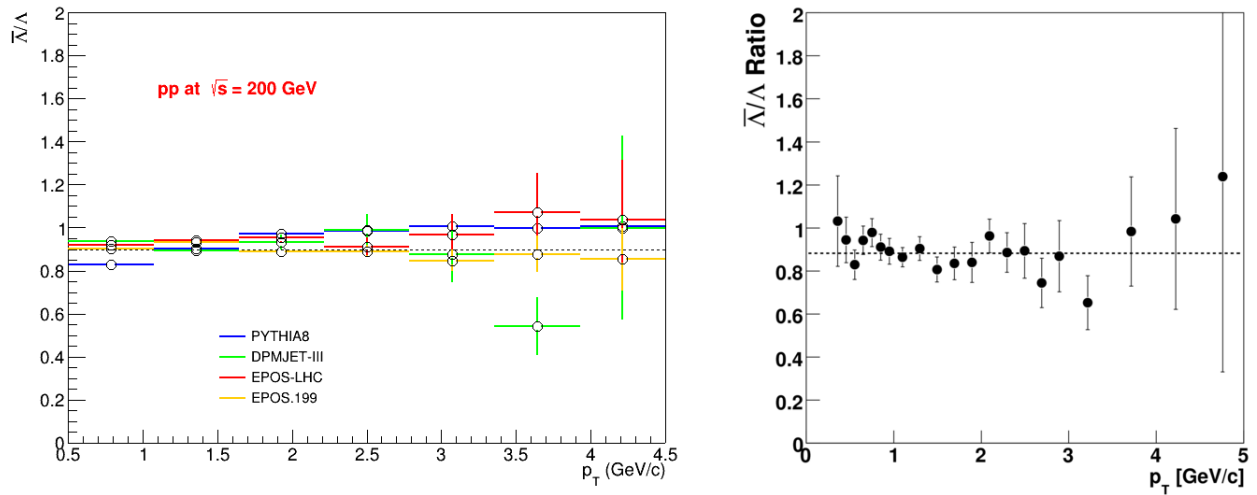 Λ̅/Λ
2
1.8
1.6
1.4
1.2
1
0.8
0.6
0.4
0.2
0
0.5 1 1.5 2 2.5 3 3.5 4 4.5
p_T (GeV/c)
pp at √s = 200 GeV
PYTHIA8
DPMJET-III
EPOS-LHC
EPOS.199
Λ̅/Λ Ratio
2
1.8
1.6
1.4
1.2
1
0.8
0.6
0.4
0.2
0
0 1 2 3 4 5
p_T [GeV/c]